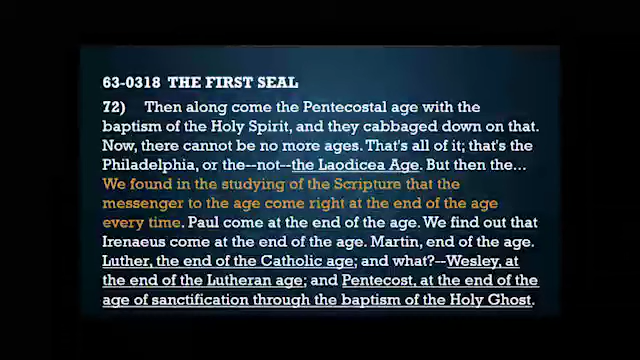 63-0318 THE FIRST SEAL
72) Then along come the Pentecostal age with the
baptism of the Holy Spirit, and they cabbaged down on that.
Now, there cannot be no more ages. That's all of it; that's the
Philadelphia, or the--not--the Laodicea Age. But then the...
We found in the studying of the Scripture that the
messenger to the age come right at the end of the age
every time. Paul come at the end of the age. We find out that
Irenaeus come at the end of the age. Martin, end of the age.
Luther, the end of the Catholic age; and what?--Wesley, at
the end of the Lutheran age; and Pentecost, at the end of the
age of sanctification through the baptism of the Holy Ghost.